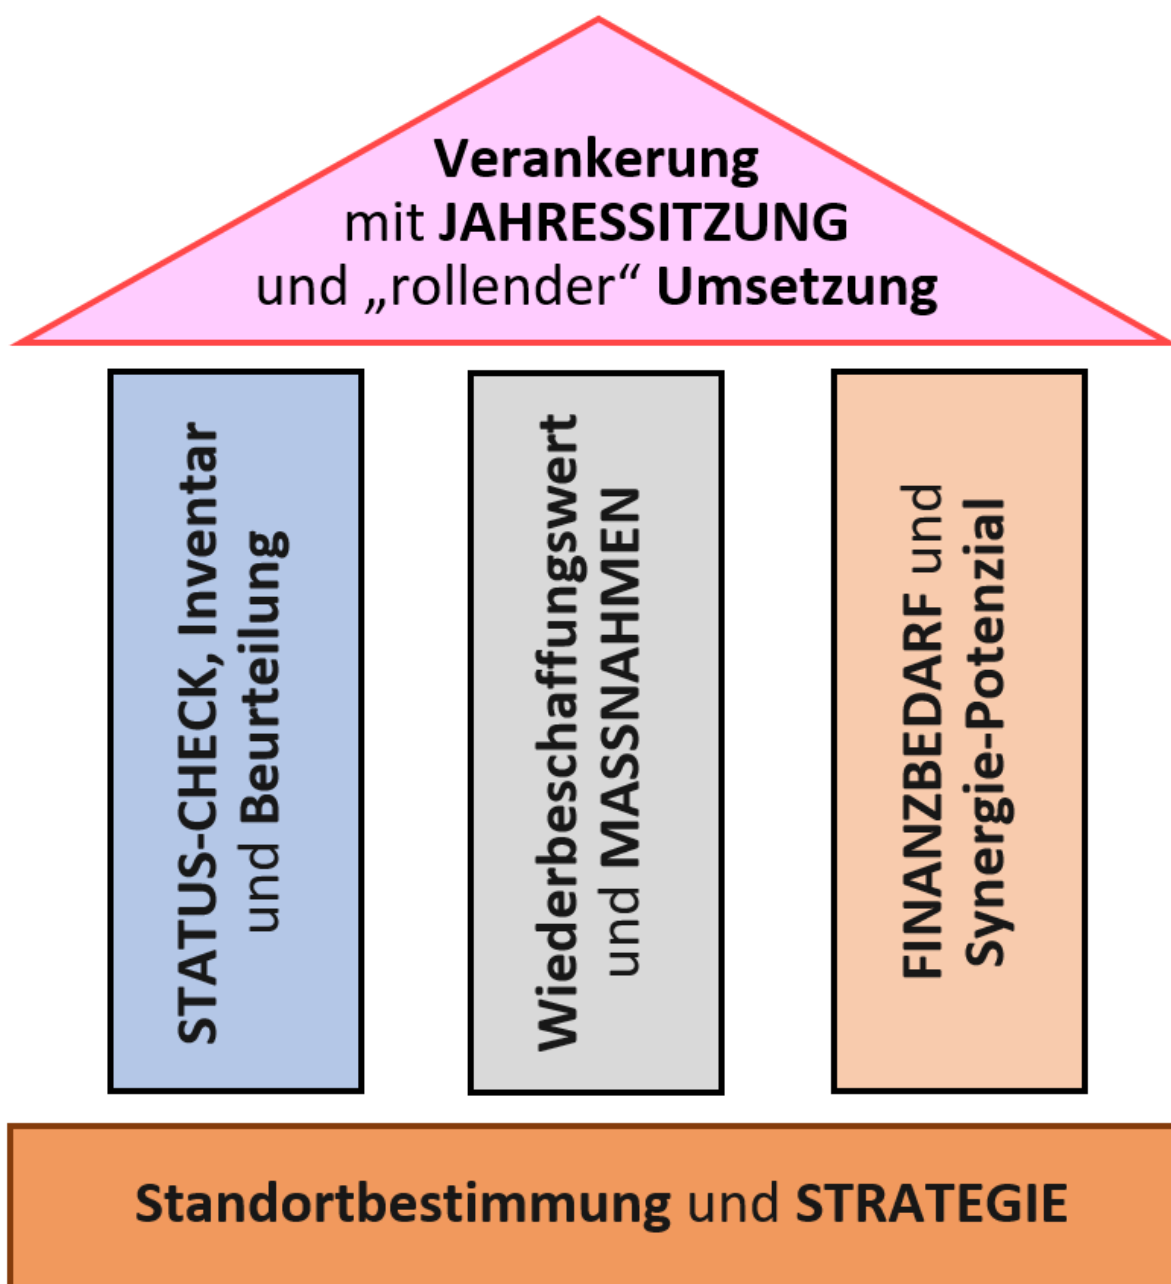 Verankerung
mit JAHRESSITZUNG
und „rollender“ Umsetzung
STATUS-CHECK, Inventar
und Beurteilung
Wiederbeschaffungswert
und MASSNAHMEN
FINANZBEDARF und
Synergie-Potenzial
Standortbestimmung und STRATEGIE